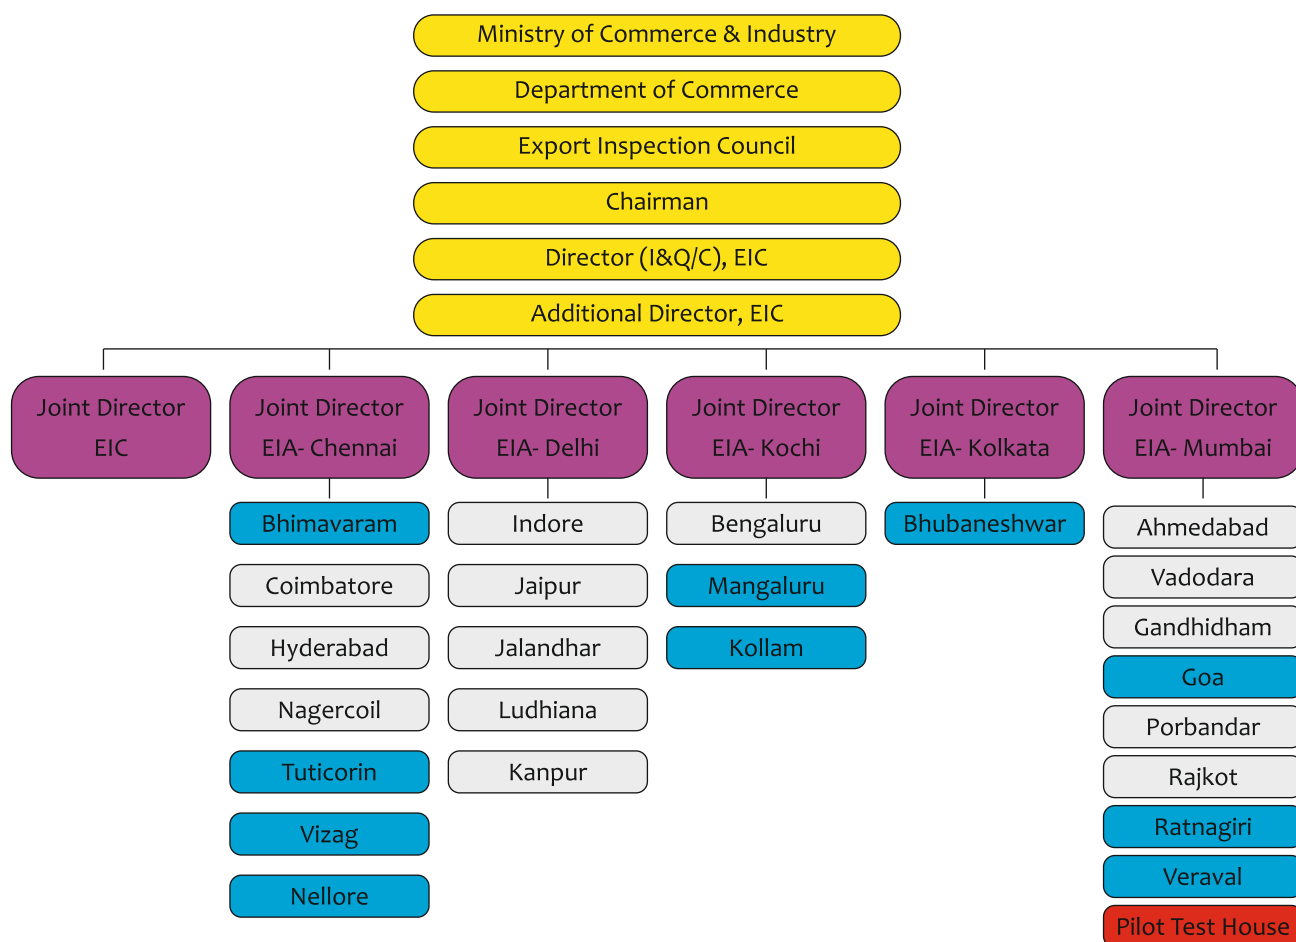 Ministry of Commerce & Industry
Department of Commerce
Export Inspection Council
Chairman
Director (I&Q/C), EIC
Additional Director, EIC
Joint Director
EIC
Joint Director
EIA- Chennai
Bhimavaram
Coimbatore
Hyderabad
Nagercoil
Tuticorin
Vizag
Nellore
Joint Director
EIA- Delhi
Indore
Jaipur
Jalandhar
Ludhiana
Kanpur
Joint Director
EIA- Kochi
Bengaluru
Mangaluru
Kollam
Joint Director
EIA- Kolkata
Bhubaneshwar
Joint Director
EIA- Mumbai
Ahmedabad
Vadodara
Gandhidham
Goa
Porbandar
Rajkot
Ratnagiri
Veraval
Pilot Test House